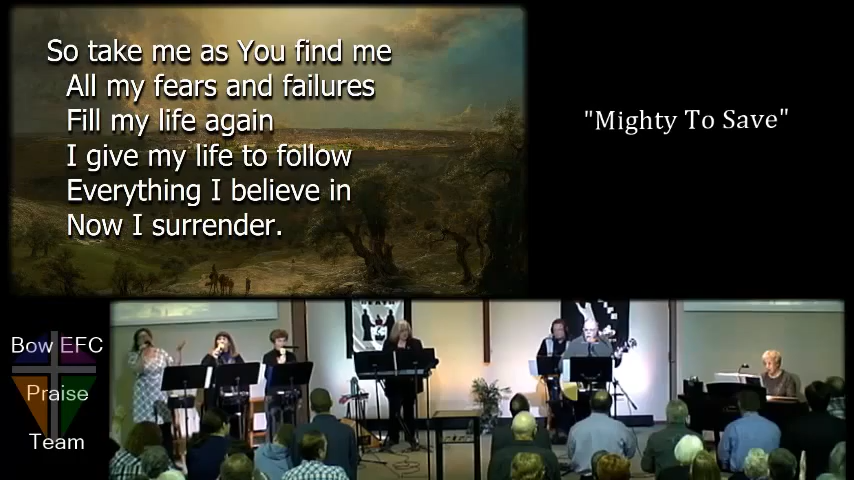 So take me as You find me
All my fears and failures
Fill my life again
I give my life to follow
Everything I believe in
Now I surrender.
"Mighty To Save"
Bow EFC
Praise
Team